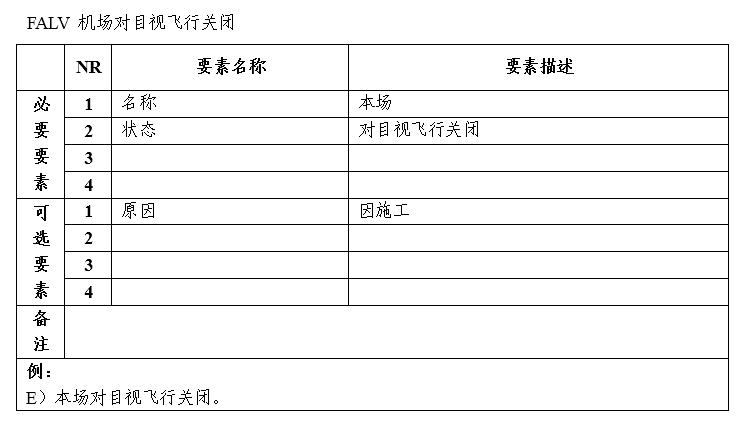 FALV 机场对目视飞行关闭
NR 要素名称 要素描述
必要要素
1 名称 本场
2 状态 对目视飞行关闭
3
4
可选要素
1 原因 因施工
2
3
4
备注
例：
E）本场对目视飞行关闭。